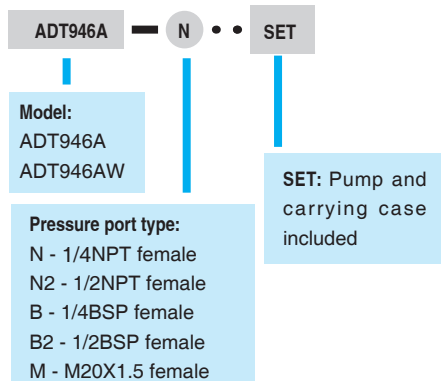 ADT946A — N • • SET
Model:
ADT946A
ADT946AW
Pressure port type:
N - 1/4NPT female
N2 - 1/2NPT female
B - 1/4BSP female
B2 - 1/2BSP female
M - M20X1.5 female
SET: Pump and
carrying case
included